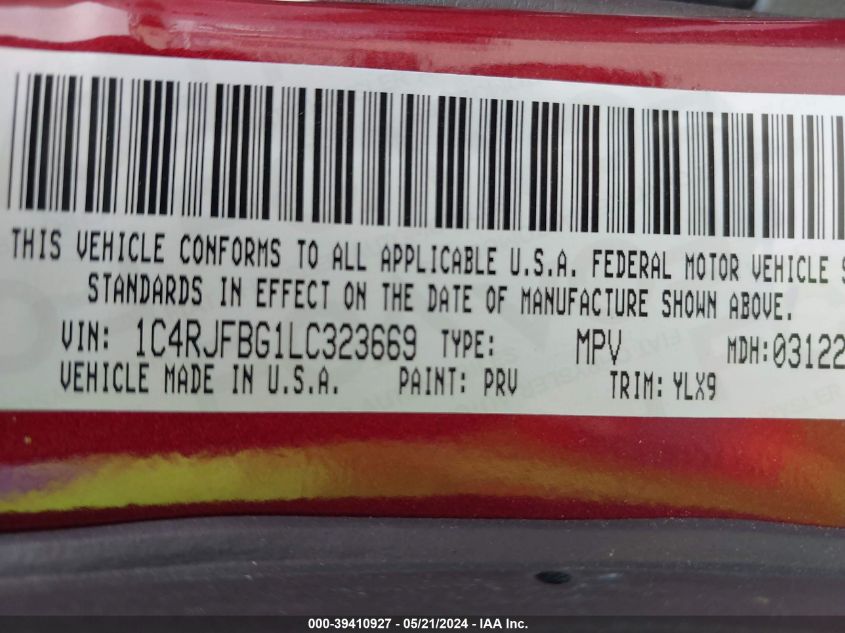 THIS VEHICLE CONFORMS TO ALL APPLICABLE U.S.A. FEDERAL MOTOR VEHICLE S
STANDARDS IN EFFECT ON THE DATE OF MANUFACTURE SHOWN ABOVE.
VIN: 1C4RJFBG1LC323669 TYPE: MPV MDH:03122
VEHICLE MADE IN U.S.A. PAINT: PRV TRIM: YLX9
000-39410927 - 05/21/2024 - IAA Inc.